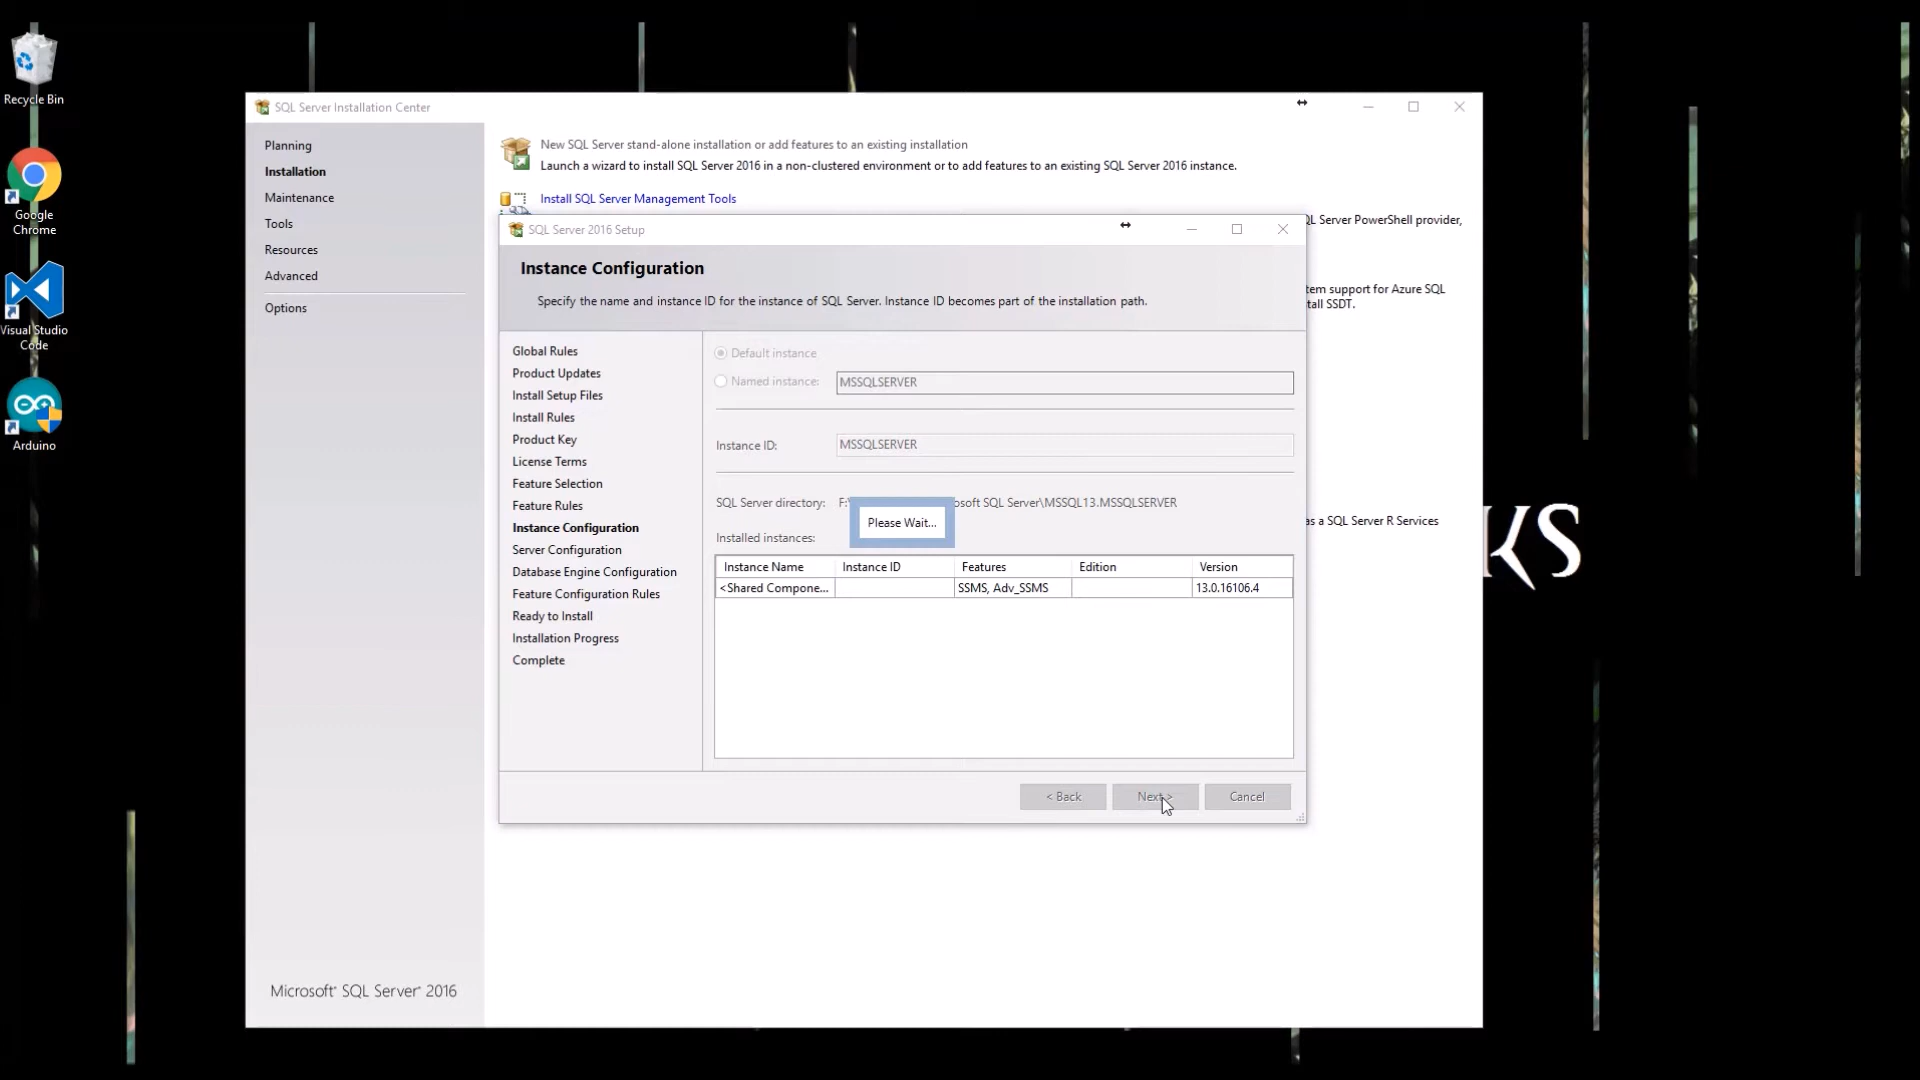 Recycle Bin
Google
Chrome
Visual Studio
Code
Arduino
SQL Server Installation Center
Planning
Installation
Maintenance
Tools
Resources
Advanced
Options
Microsoft® SQL Server® 2016
New SQL Server stand-alone installation or add features to an existing installation
Launch a wizard to install SQL Server 2016 in a non-clustered environment or to add features to an existing SQL Server 2016 instance.
Install SQL Server Management Tools
QL Server PowerShell provider,
tem support for Azure SQL
tall SSDT.
as a SQL Server R Services
KS
SQL Server 2016 Setup
Instance Configuration
Specify the name and instance ID for the instance of SQL Server. Instance ID becomes part of the installation path.
Global Rules
Product Updates
Install Setup Files
Install Rules
Product Key
License Terms
Feature Selection
Feature Rules
Instance Configuration
Server Configuration
Database Engine Configuration
Feature Configuration Rules
Ready to Install
Installation Progress
Complete
Default instance
Named instance: MSSQLSERVER
Instance ID: MSSQLSERVER
SQL Server directory: F:\ osoft SQL Server\MSSQL13.MSSQLSERVER
Please Wait...
Installed instances:
Instance Name Instance ID Features Edition Version
<Shared Compone... SSMS, Adv_SSMS 13.0.16106.4
< Back Next > Cancel